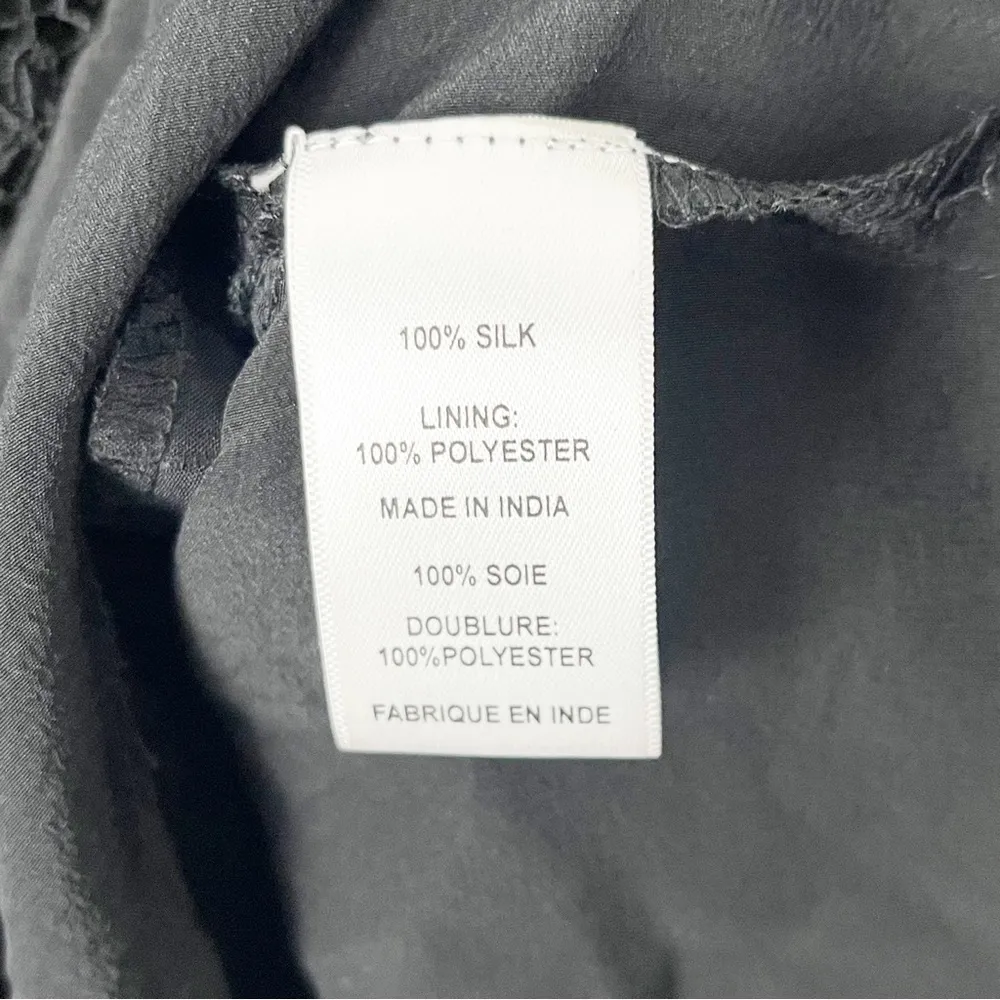 100% SILK
LINING:
100% POLYESTER
MADE IN INDIA
100% SOIE
DOUBLURE:
100%POLYESTER
FABRIQUE EN INDE